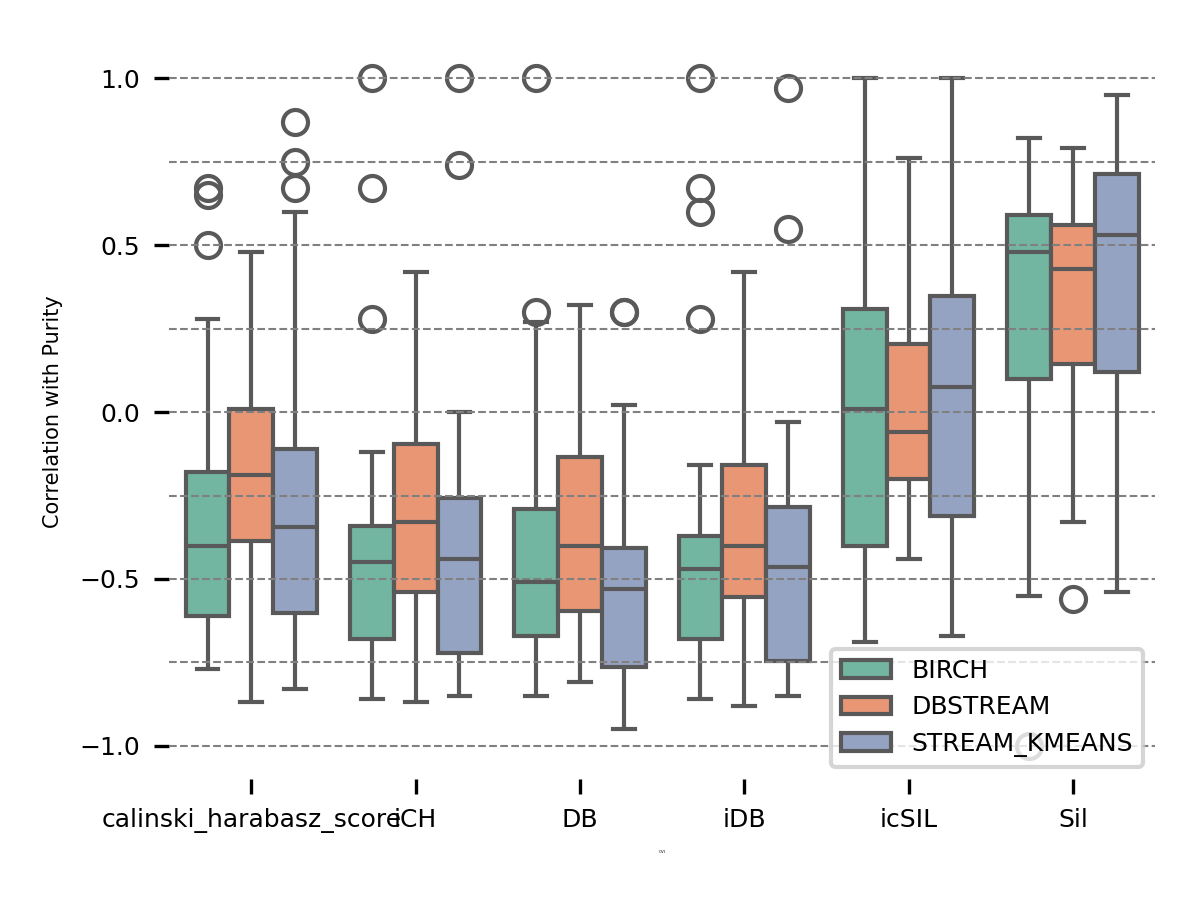 Correlation with Purity
1.0
0.5
0.0
−0.5
−1.0
BIRCH
DBSTREAM
STREAM_KMEANS
calinski_harabasz_score
iCH
DB
iDB
icSIL
Sil